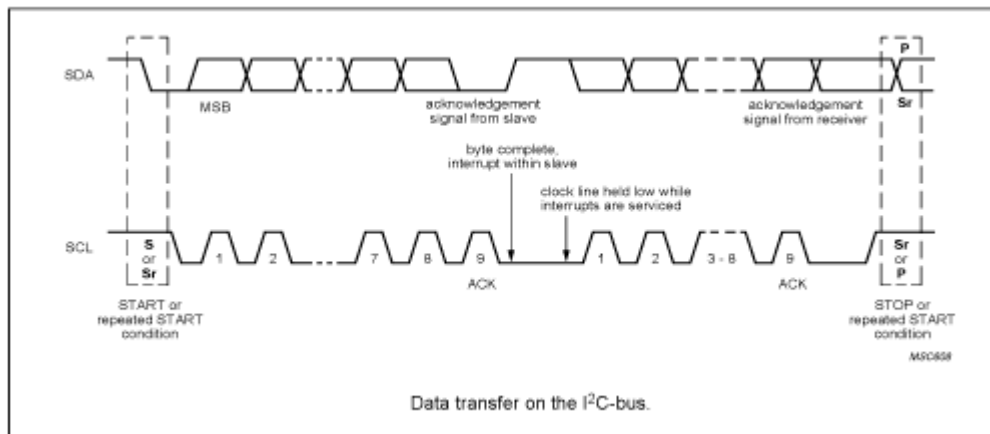 P
SDA
MSB
acknowledgement
signal from slave
acknowledgement
signal from receiver
Sr
byte complete,
interrupt within slave
clock line held low while
interrupts are serviced
SCL
S
or
Sr
1 2 7 8 9 1 2 3 - 8 9
Sr
or
P
ACK ACK
START or
repeated START
condition
STOP or
repeated START
condition
MSC608
Data transfer on the I²C-bus.